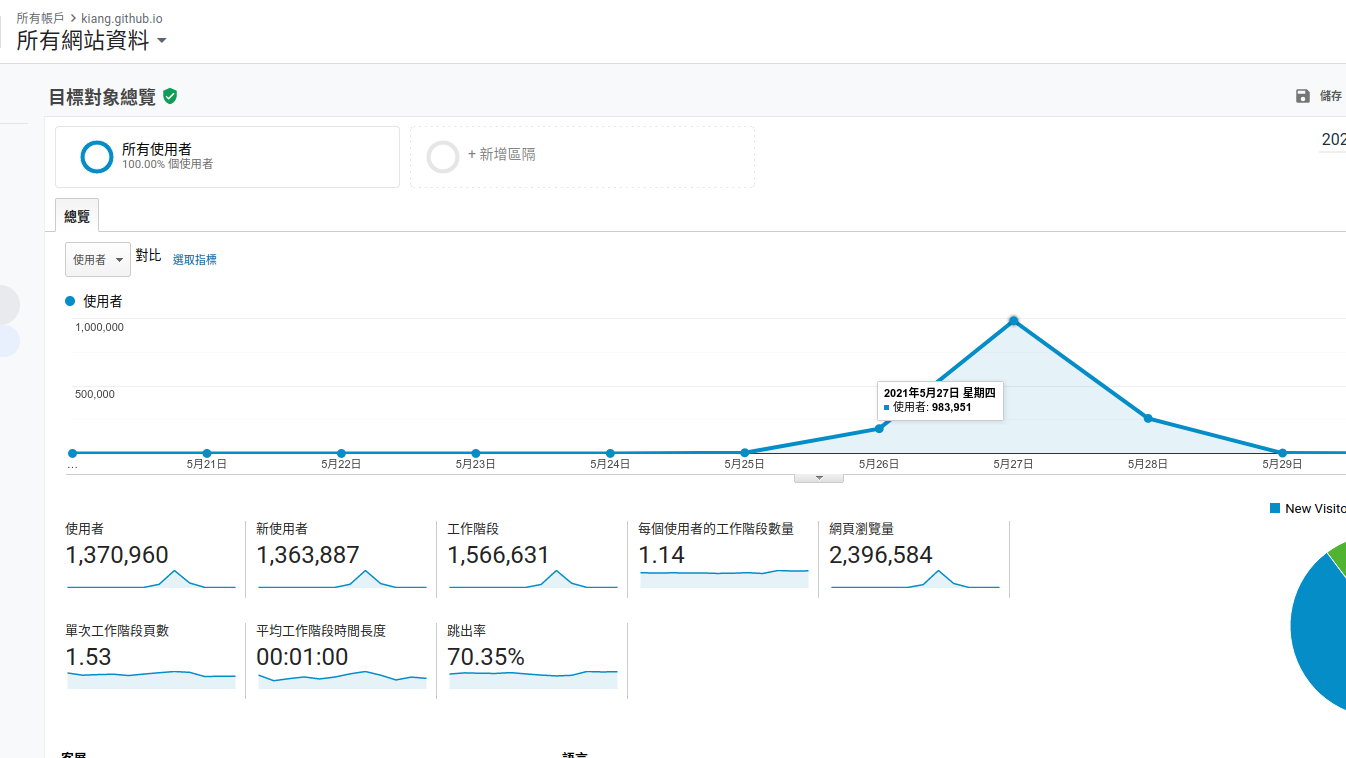 所有帳戶 > kiang.github.io
所有網站資料
目標對象總覽
儲存
所有使用者
100.00% 個使用者
+ 新增區隔
202
總覽
使用者
對比
選取指標
使用者
1,000,000
500,000
2021年5月27日 星期四
使用者: 983,951
...
5月21日
5月22日
5月23日
5月24日
5月25日
5月26日
5月27日
5月28日
5月29日
New Visito
使用者
1,370,960
新使用者
1,363,887
工作階段
1,566,631
每個使用者的工作階段數量
1.14
網頁瀏覽量
2,396,584
單次工作階段頁數
1.53
平均工作階段時間長度
00:01:00
跳出率
70.35%
語言